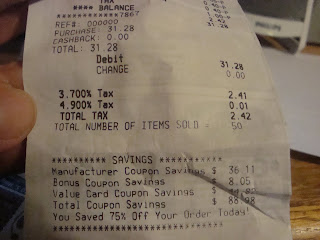 TAX
**** BALANCE
************7867
REF#: 000000
PURCHASE: 31.28
CASHBACK: 0.00
TOTAL: 31.28
Debit 31.28
CHANGE 0.00
3.700% Tax 2.41
4.900% Tax 0.01
TOTAL TAX 2.42
TOTAL NUMBER OF ITEMS SOLD = 50
********** SAVINGS **********
Manufacturer Coupon Savings $ 36.11
Bonus Coupon Savings $ 8.05
Value Card Coupon Savings $
Total Coupon Savings $ 88.98
You Saved 75% Off Your Order Today!
PHILIPS